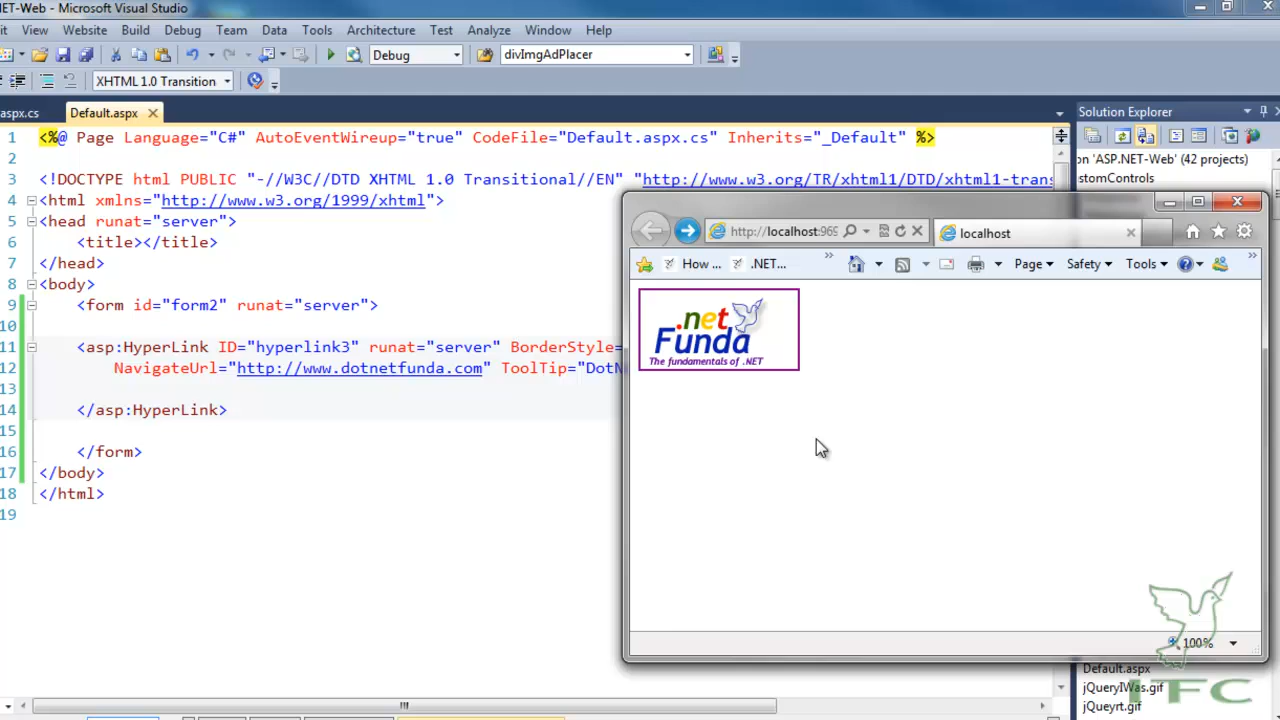 NET-Web - Microsoft Visual Studio
it View Website Build Debug Team Data Tools Architecture Test Analyze Window Help
Debug divImgAdPlacer
XHTML 1.0 Transition
aspx.cs Default.aspx
Solution Explorer
1 <%@ Page Language="C#" AutoEventWireup="true" CodeFile="Default.aspx.cs" Inherits="_Default" %>
2
3 <!DOCTYPE html PUBLIC "-//W3C//DTD XHTML 1.0 Transitional//EN" "http://www.w3.org/TR/xhtml1/DTD/xhtml1-trans
4 <html xmlns="http://www.w3.org/1999/xhtml">
5 <head runat="server">
6 <title></title>
7 </head>
8 <body>
9 <form id="form2" runat="server">
10
11 <asp:HyperLink ID="hyperlink3" runat="server" BorderStyle=
12 NavigateUrl="http://www.dotnetfunda.com" ToolTip="DotN
13
14 </asp:HyperLink>
15
16 </form>
17 </body>
18 </html>
19
on 'ASP.NET-Web' (42 projects)
stomControls
http://localhost:969 localhost
How ... .NET... Page Safety Tools
.net
Funda
The fundamentals of .NET
100%
Default.aspx
jQueryIWas.gif
jQueyrt.gif
ITFC